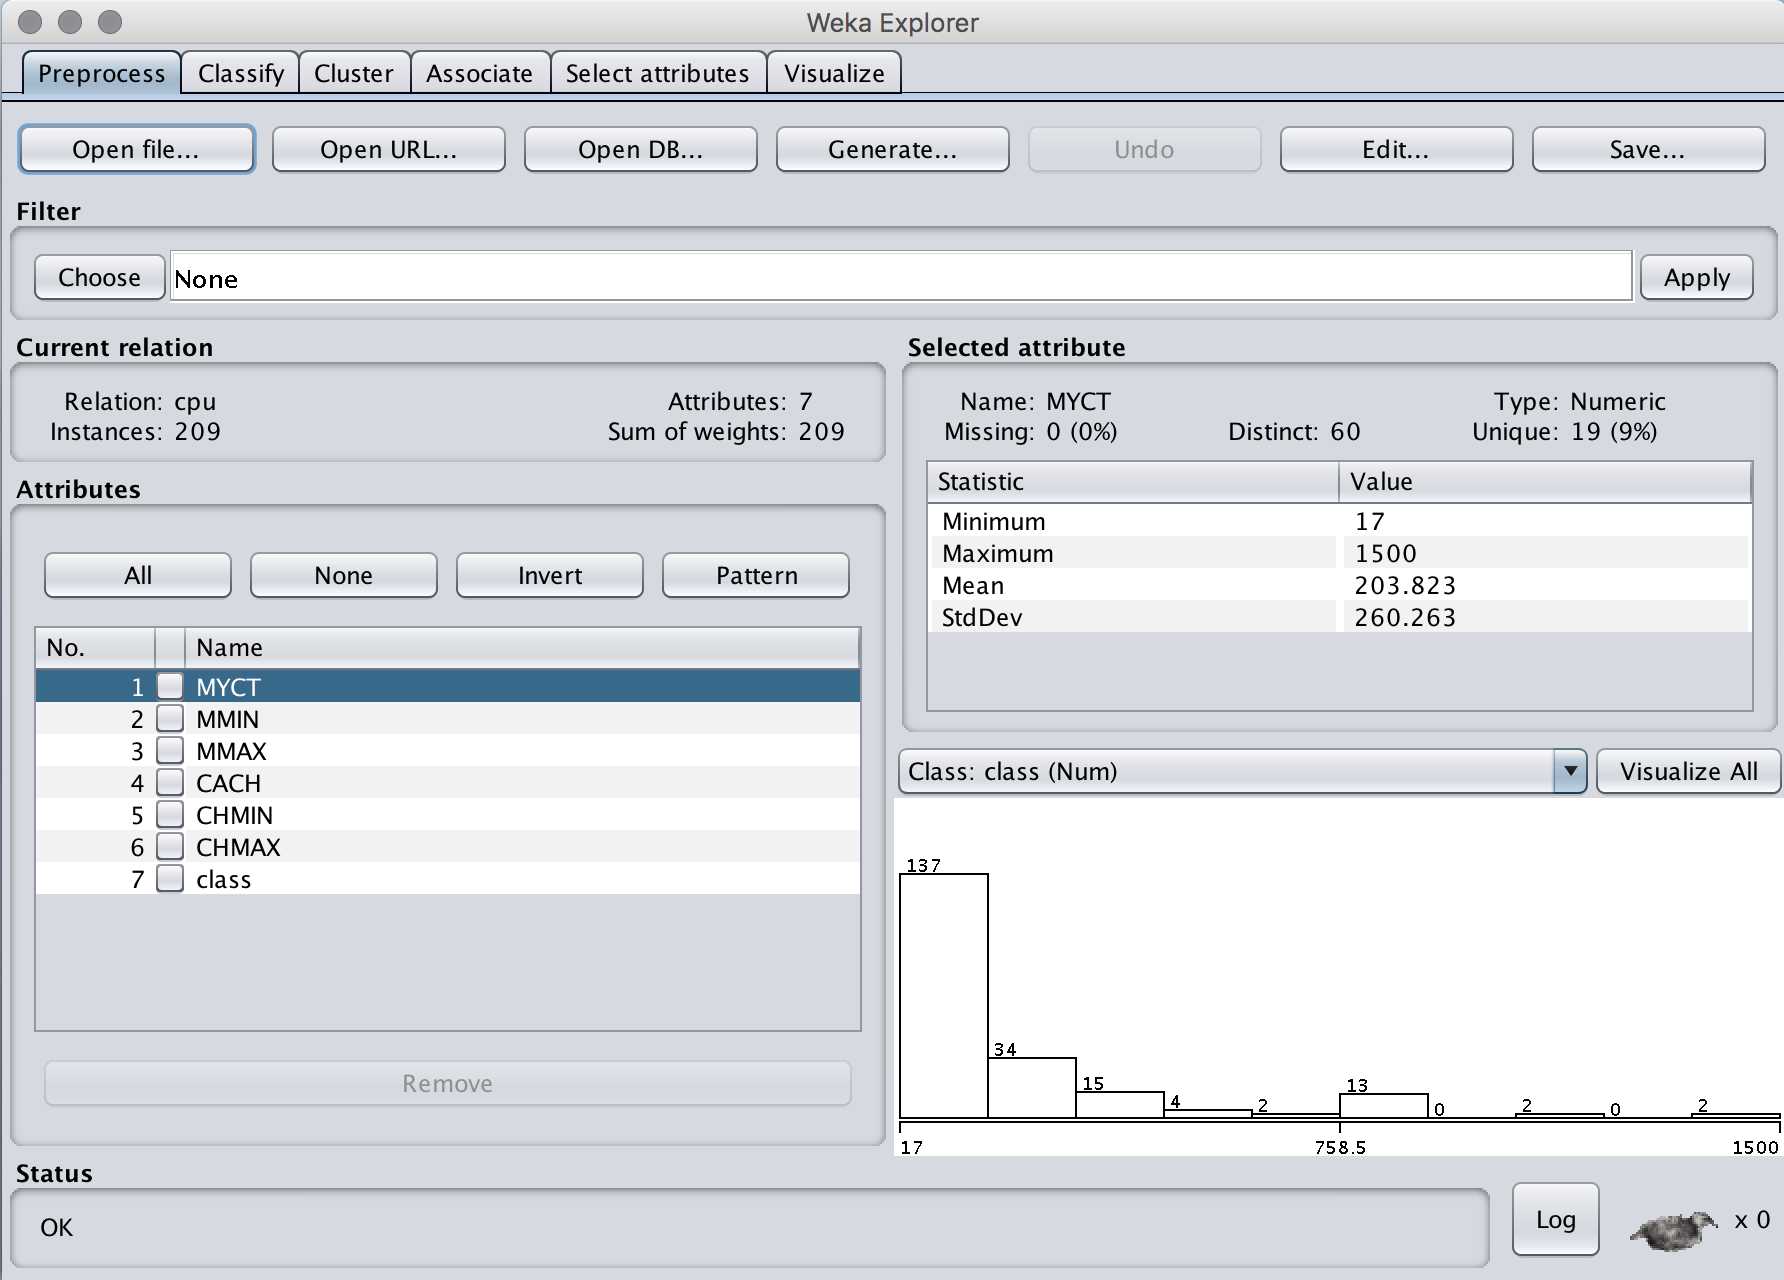 Weka Explorer
Preprocess Classify Cluster Associate Select attributes Visualize
Open file... Open URL... Open DB... Generate... Undo Edit... Save...
Filter
Choose None Apply
Current relation
Relation: cpu Attributes: 7
Instances: 209 Sum of weights: 209
Attributes
All None Invert Pattern
No. Name
1 MYCT
2 MMIN
3 MMAX
4 CACH
5 CHMIN
6 CHMAX
7 class
Remove
Selected attribute
Name: MYCT Type: Numeric
Missing: 0 (0%) Distinct: 60 Unique: 19 (9%)
Statistic Value
Minimum 17
Maximum 1500
Mean 203.823
StdDev 260.263
Class: class (Num) Visualize All
137
34
15
4
2
13
0
2
0
2
17 758.5 1500
Status
OK
Log x 0